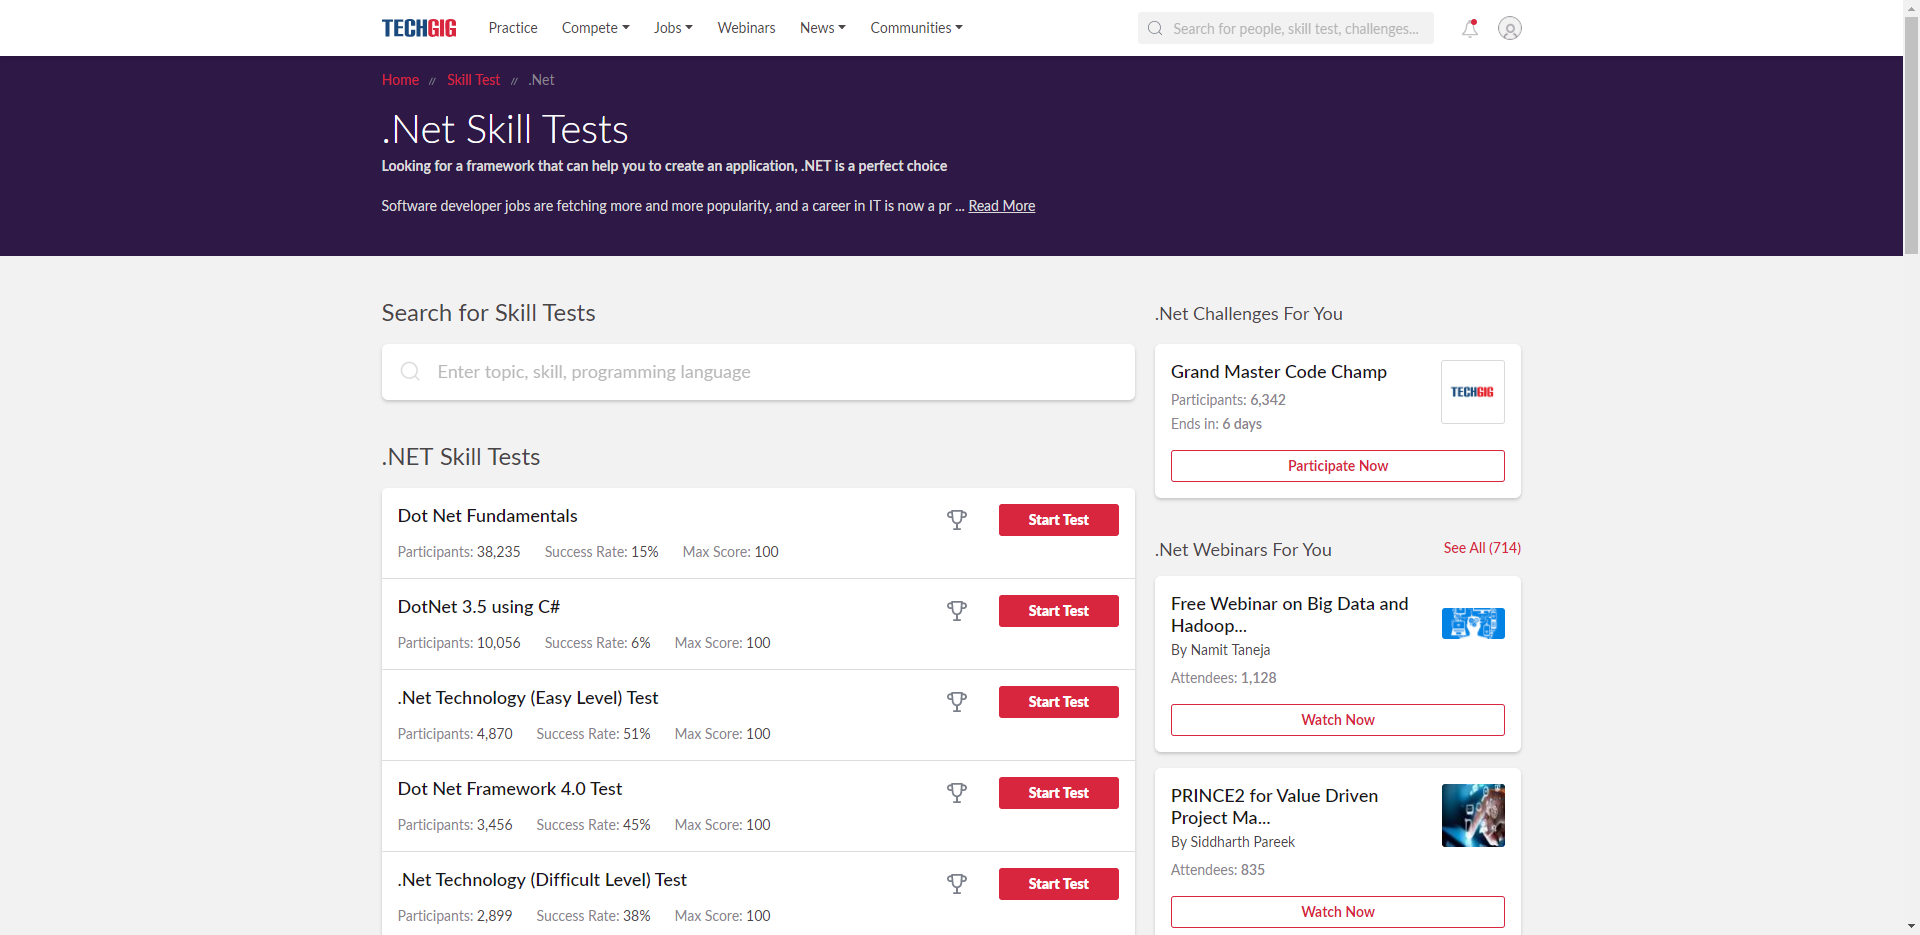 TECHGIG Practice Compete Jobs Webinars News Communities Search for people, skill test, challenges...
Home // Skill Test // .Net
.Net Skill Tests
Looking for a framework that can help you to create an application, .NET is a perfect choice
Software developer jobs are fetching more and more popularity, and a career in IT is now a pr ... Read More
Search for Skill Tests
Enter topic, skill, programming language
.NET Skill Tests
Dot Net Fundamentals
Start Test
Participants: 38,235 Success Rate: 15% Max Score: 100
DotNet 3.5 using C#
Start Test
Participants: 10,056 Success Rate: 6% Max Score: 100
.Net Technology (Easy Level) Test
Start Test
Participants: 4,870 Success Rate: 51% Max Score: 100
Dot Net Framework 4.0 Test
Start Test
Participants: 3,456 Success Rate: 45% Max Score: 100
.Net Technology (Difficult Level) Test
Start Test
Participants: 2,899 Success Rate: 38% Max Score: 100
.Net Challenges For You
Grand Master Code Champ
TECHGIG
Participants: 6,342
Ends in: 6 days
Participate Now
.Net Webinars For You
See All (714)
Free Webinar on Big Data and
Hadoop...
By Namit Taneja
Attendees: 1,128
Watch Now
PRINCE2 for Value Driven
Project Ma...
By Siddharth Pareek
Attendees: 835
Watch Now